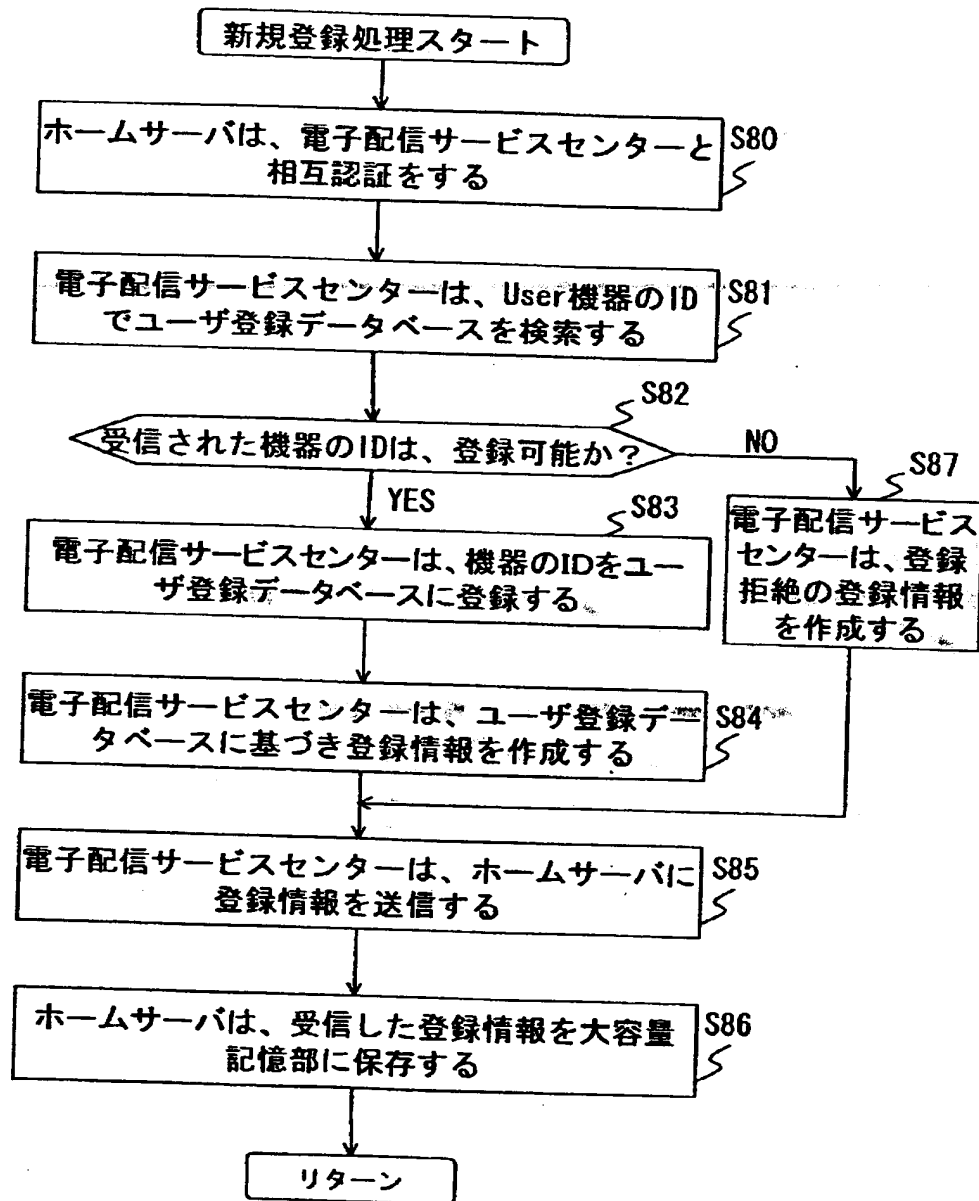 新規登録処理スタート
ホームサーバは、電子配信サービスセンターと
相互認証をする
S80
電子配信サービスセンターは、User機器のID
でユーザ登録データベースを検索する
S81
S82
受信された機器のIDは、登録可能か?
NO
YES
S87
電子配信サービス
センターは、登録
拒絶の登録情報
を作成する
S83
電子配信サービスセンターは、機器のIDをユー
ザ登録データベースに登録する
電子配信サービスセンターは、ユーザ登録デー
タベースに基づき登録情報を作成する
S84
電子配信サービスセンターは、ホームサーバに
登録情報を送信する
S85
ホームサーバは、受信した登録情報を大容量
記憶部に保存する
S86
リターン